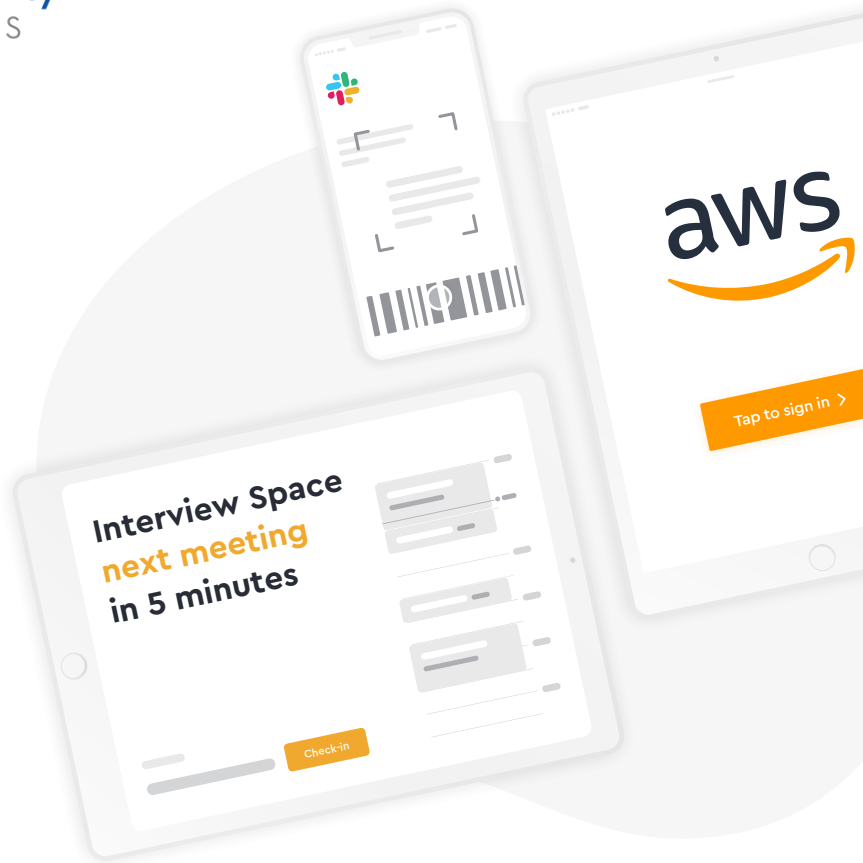 S
aws
Tap to sign in
Interview Space
next meeting
in 5 minutes
Check-in